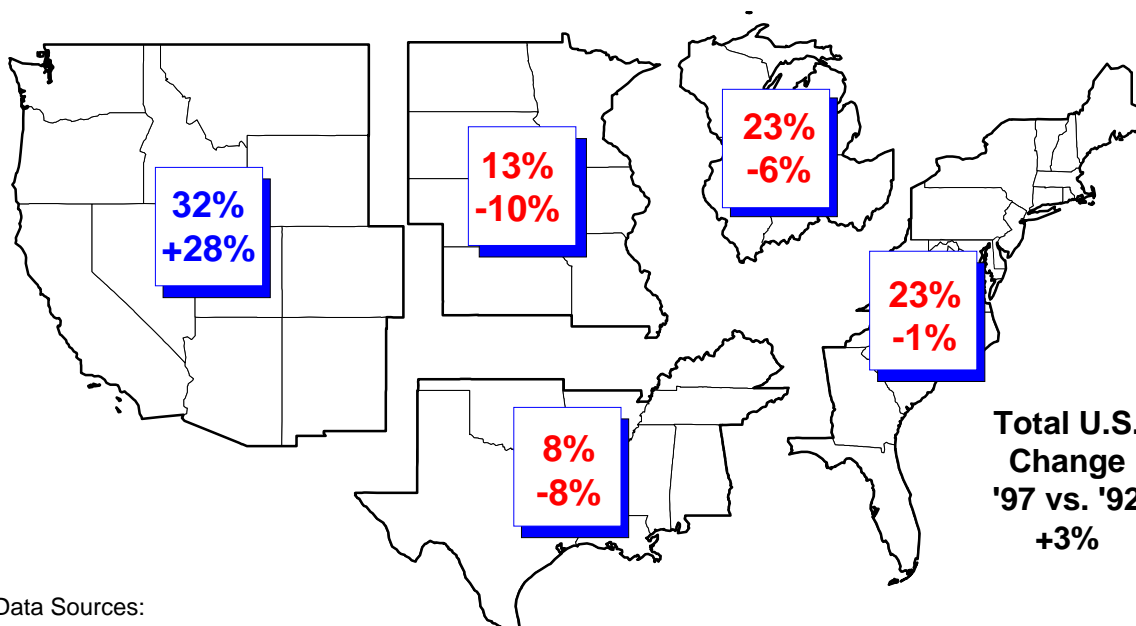 32%
+28%
13%
-10%
23%
-6%
23%
-1%
8%
-8%
Total U.S.
Change
'97 vs. '92
+3%
Data Sources: